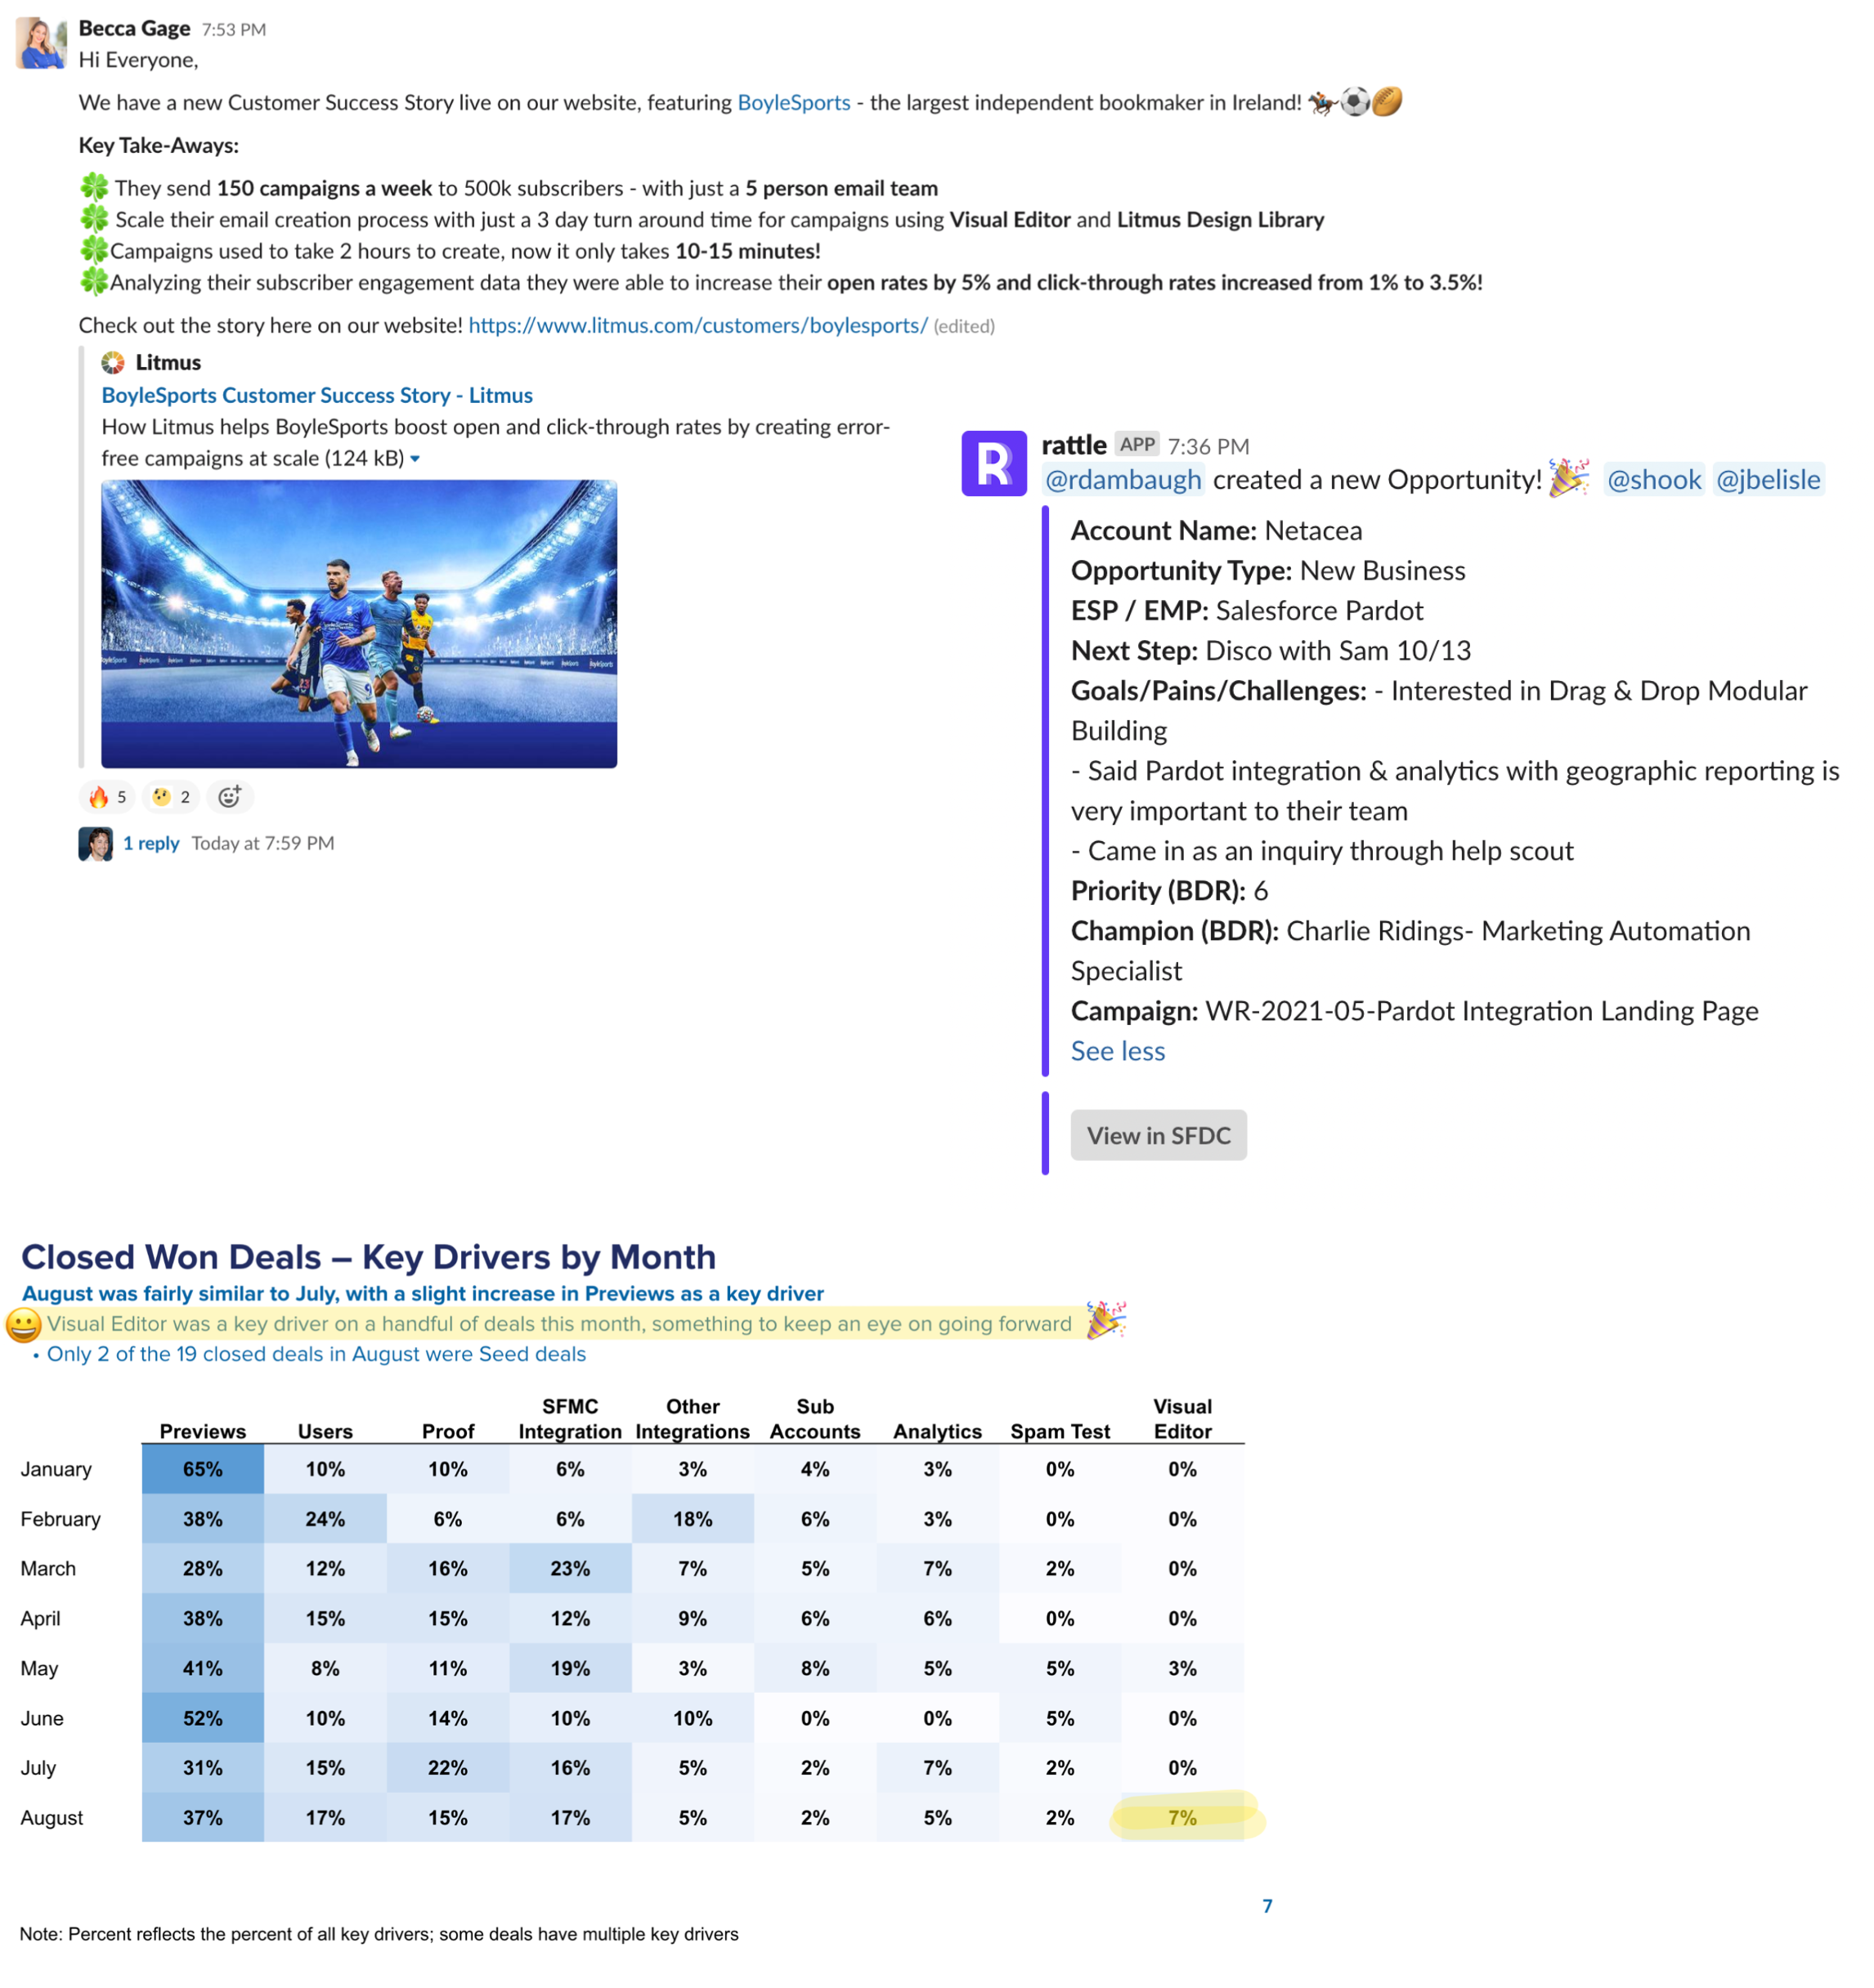 Becca Gage 7:53 PM
Hi Everyone,
We have a new Customer Success Story live on our website, featuring BoyleSports - the largest independent bookmaker in Ireland! 🏇⚽🏉
Key Take-Aways:
🍀 They send 150 campaigns a week to 500k subscribers - with just a 5 person email team
🍀 Scale their email creation process with just a 3 day turn around time for campaigns using Visual Editor and Litmus Design Library
🍀Campaigns used to take 2 hours to create, now it only takes 10-15 minutes!
🍀Analyzing their subscriber engagement data they were able to increase their open rates by 5% and click-through rates increased from 1% to 3.5%!
Check out the story here on our website! https://www.litmus.com/customers/boylesports/ (edited)
Litmus
BoyleSports Customer Success Story - Litmus
How Litmus helps BoyleSports boost open and click-through rates by creating error-
free campaigns at scale (124 kB)
🔥 5 2
1 reply Today at 7:59 PM
R
rattle APP 7:36 PM
@rdambaugh created a new Opportunity! 🎉 @shook @jbelisle
Account Name: Netacea
Opportunity Type: New Business
ESP / EMP: Salesforce Pardot
Next Step: Disco with Sam 10/13
Goals/Pains/Challenges: - Interested in Drag & Drop Modular
Building
- Said Pardot integration & analytics with geographic reporting is
very important to their team
- Came in as an inquiry through help scout
Priority (BDR): 6
Champion (BDR): Charlie Ridings- Marketing Automation
Specialist
Campaign: WR-2021-05-Pardot Integration Landing Page
See less
View in SFDC
Closed Won Deals – Key Drivers by Month
August was fairly similar to July, with a slight increase in Previews as a key driver
😀 Visual Editor was a key driver on a handful of deals this month, something to keep an eye on going forward 🎉
• Only 2 of the 19 closed deals in August were Seed deals
Previews Users Proof SFMC Integration Other Integrations Sub Accounts Analytics Spam Test Visual Editor
January 65% 10% 10% 6% 3% 4% 3% 0% 0%
February 38% 24% 6% 6% 18% 6% 3% 0% 0%
March 28% 12% 16% 23% 7% 5% 7% 2% 0%
April 38% 15% 15% 12% 9% 6% 6% 0% 0%
May 41% 8% 11% 19% 3% 8% 5% 5% 3%
June 52% 10% 14% 10% 10% 0% 0% 5% 0%
July 31% 15% 22% 16% 5% 2% 7% 2% 0%
August 37% 17% 15% 17% 5% 2% 5% 2% 7%
7
Note: Percent reflects the percent of all key drivers; some deals have multiple key drivers